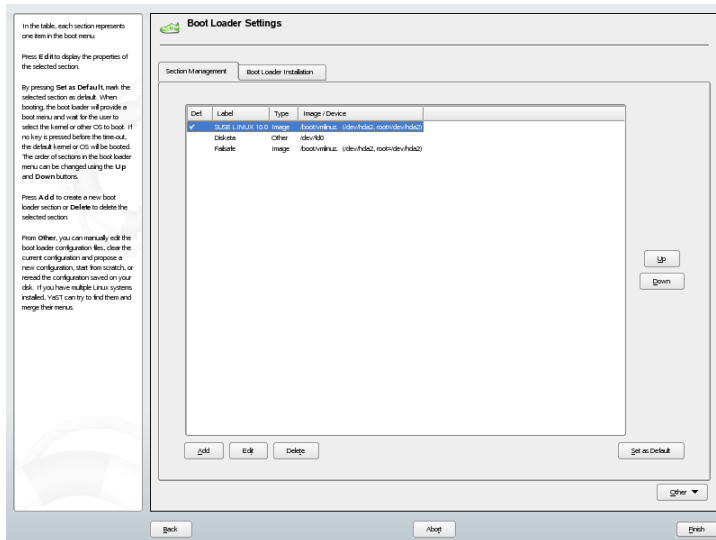 In the table, each section represents
one item in the boot menu.
Press Edit to display the properties of
the selected section.
By pressing Set as Default, mark the
selected section as default. When
booting, the boot loader will provide a
boot menu and wait for the user to
select the kernel or other OS to boot. If
no key is pressed before the time-out,
the default kernel or OS will be booted.
The order of sections in the boot loader
menu can be changed using the Up
and Down buttons.
Press Add to create a new boot
loader section or Delete to delete the
selected section.
From Other, you can manually edit the
boot loader configuration files, clear the
current configuration and propose a
new configuration, start from scratch, or
reread the configuration saved on your
disk. If you have multiple Linux systems
installed, YaST can try to find them and
merge their menus.
Boot Loader Settings
Section Management Boot Loader Installation
Def. Label Type Image / Device
SUSE LINUX 10.0 Image /boot/vmlinuz (/dev/hda2, root=/dev/hda2)
Disketa Other /dev/fd0
Failsafe Image /boot/vmlinuz (/dev/hda2, root=/dev/hda2)
Up
Down
Add Edit Delete Set as Default
Other
Back Abort Finish